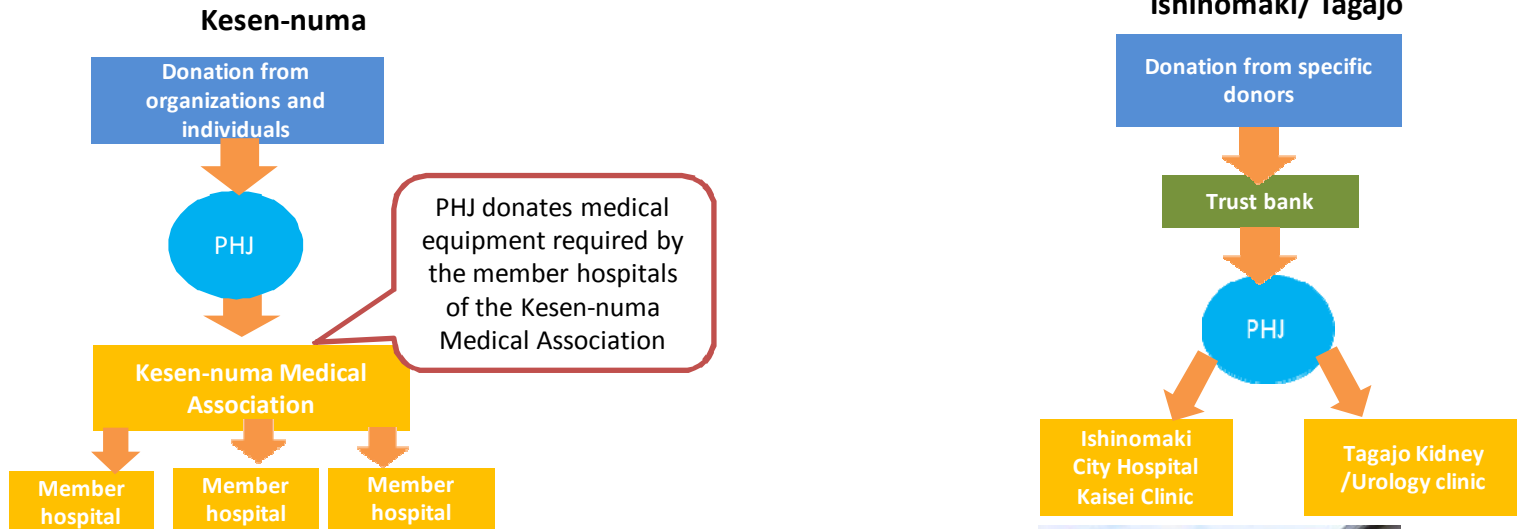 Kesen-numa
Donation from
organizations and
individuals
PHJ
PHJ donates medical
equipment required by
the member hospitals
of the Kesen-numa
Medical Association
Kesen-numa Medical
Association
Member
hospital
Member
hospital
Member
hospital
Ishinomaki/ Tagajo
Donation from specific
donors
Trust bank
PHJ
Ishinomaki
City Hospital
Kaisei Clinic
Tagajo Kidney
/Urology clinic